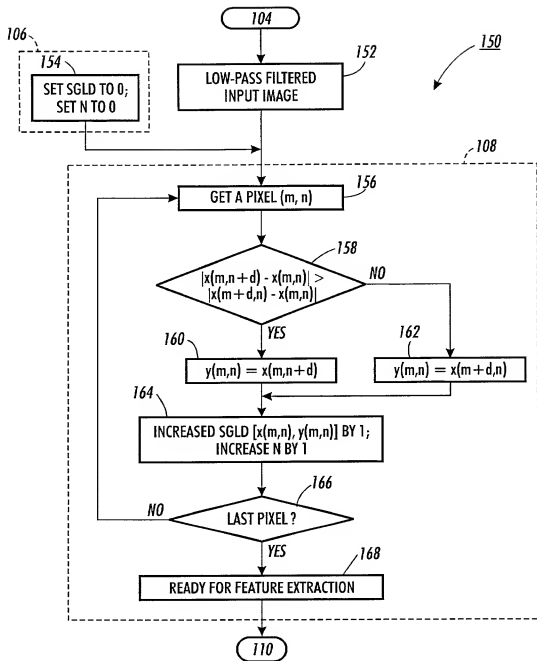 104
106
154
SET SGLD TO 0;
SET N TO 0
152
LOW-PASS FILTERED
INPUT IMAGE
150
108
GET A PIXEL (m, n)
156
158
|x(m,n+d) - x(m,n)| >
|x(m+d,n) - x(m,n)|
NO
YES
160
y(m,n) = x(m,n+d)
162
y(m,n) = x(m+d,n)
164
INCREASED SGLD [x(m,n), y(m,n)] BY 1;
INCREASE N BY 1
166
LAST PIXEL ?
NO
YES
168
READY FOR FEATURE EXTRACTION
110